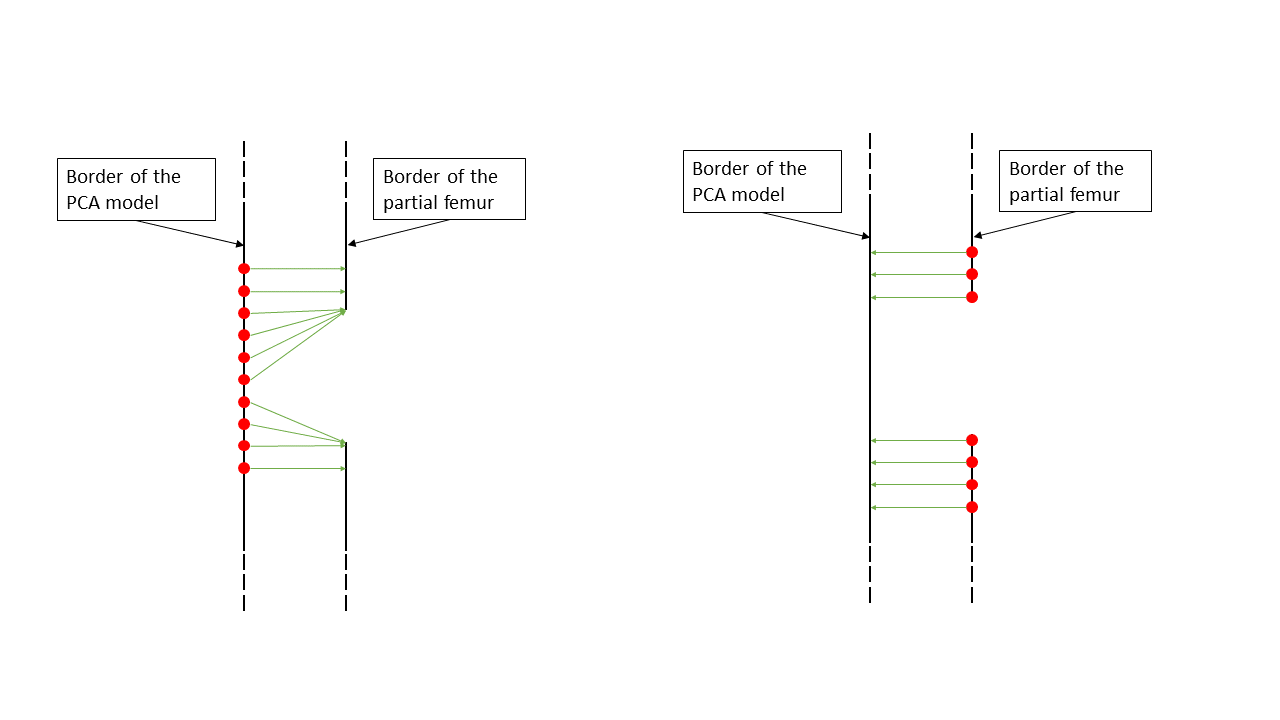 Border of the
PCA model
Border of the
partial femur
Border of the
PCA model
Border of the
partial femur